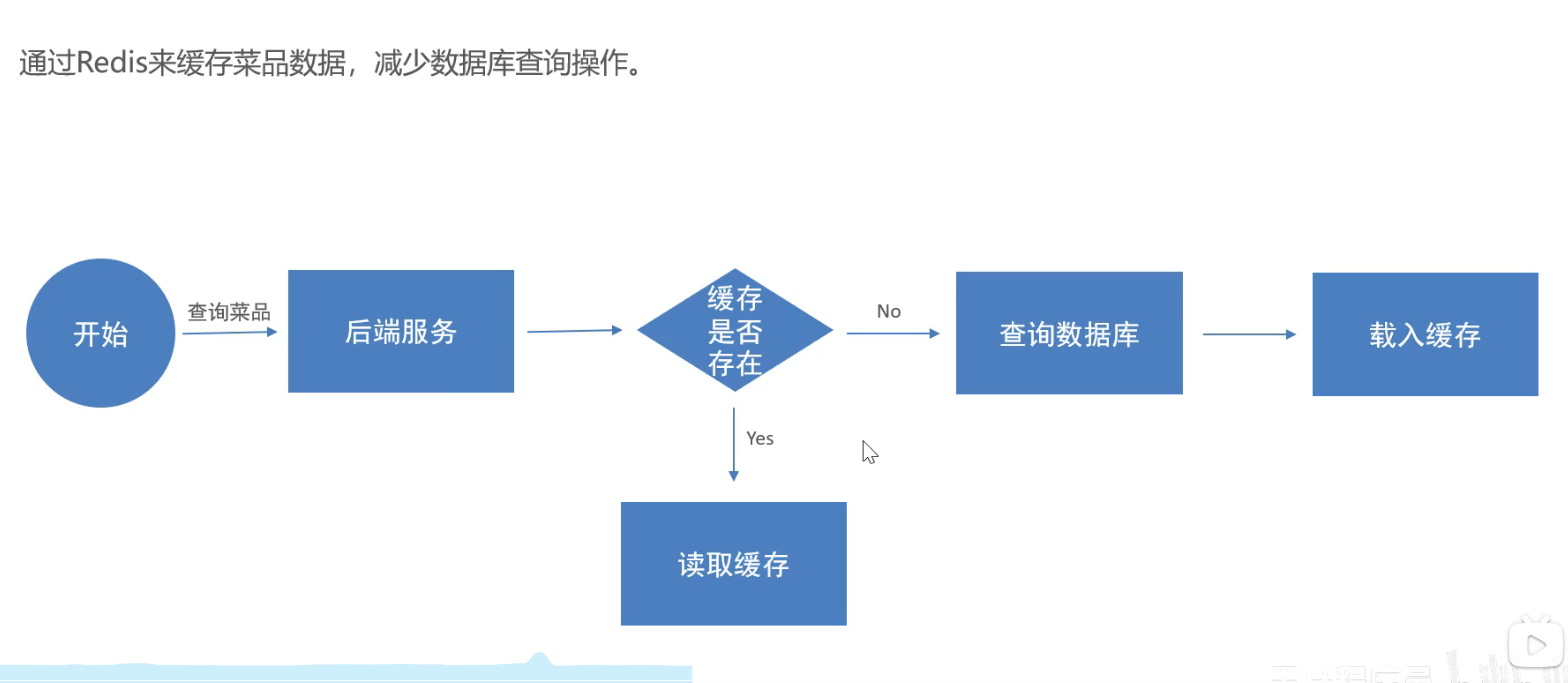 通过Redis来缓存菜品数据，减少数据库查询操作。
开始
查询菜品
后端服务
缓存
是否
存在
No
查询数据库
载入缓存
Yes
读取缓存